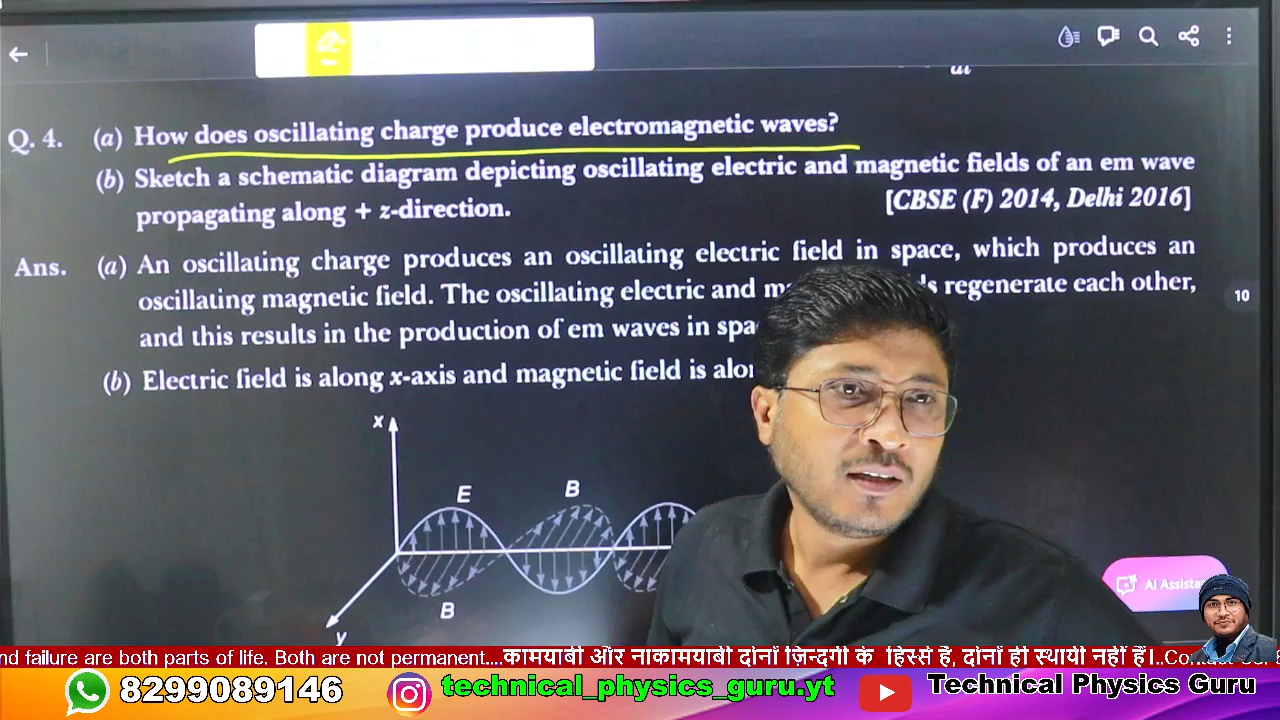 Q. 4. (a) How does oscillating charge produce electromagnetic waves?
(b) Sketch a schematic diagram depicting oscillating electric and magnetic fields of an em wave
propagating along + z-direction. [CBSE (F) 2014, Delhi 2016]
Ans. (a) An oscillating charge produces an oscillating electric field in space, which produces an
oscillating magnetic field. The oscillating electric and regenerate each other,
and this results in the production of em waves in
(b) Electric field is along x-axis and magnetic field is
10
x
E
B
B
y
AI
failure are both parts of life. Both are not permanent....कामयाबी और नाकामयाबी दोनों ज़िन्दगी के हिस्से हैं, दोनों ही स्थायी नहीं हैं।..
8299089146 technical_physics_guru.yt Technical Physics Guru